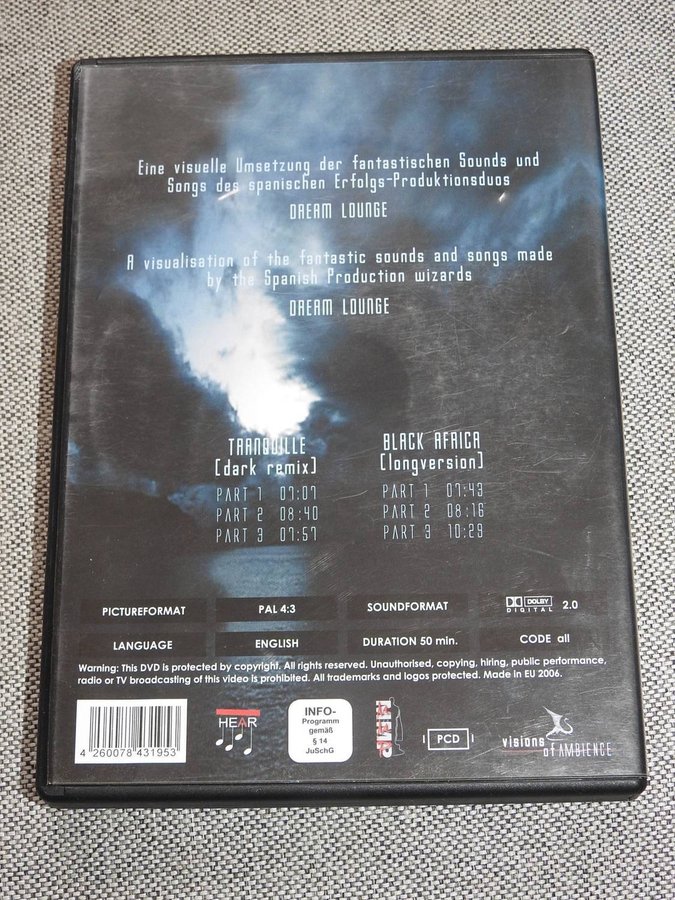 Eine visuelle Umsetzung der fantastischen Sounds und
Songs des spanischen Erfolgs-Produktionsduos
DREAM LOUNGE
A visualisation of the fantastic sounds and songs made
by the Spanish Production wizards
DREAM LOUNGE
TRANQUILLE
[dark remix]
PART 1 07:07
PART 2 08:40
PART 3 07:57
BLACK AFRICA
[longversion]
PART 1 07:43
PART 2 08:16
PART 3 10:29
PICTUREFORMAT PAL 4:3 SOUNDFORMAT DOLBY DIGITAL 2.0
LANGUAGE ENGLISH DURATION 50 min. CODE all
Warning: This DVD is protected by copyright. All rights reserved. Unauthorised, copying, hiring, public performance,
radio or TV broadcasting of this video is prohibited. All trademarks and logos protected. Made in EU 2006.
4 260078 431953
HEAR
INFO-
Programm
gemäß
§ 14
JuSchG
PCD
visions
of AMBIENCE